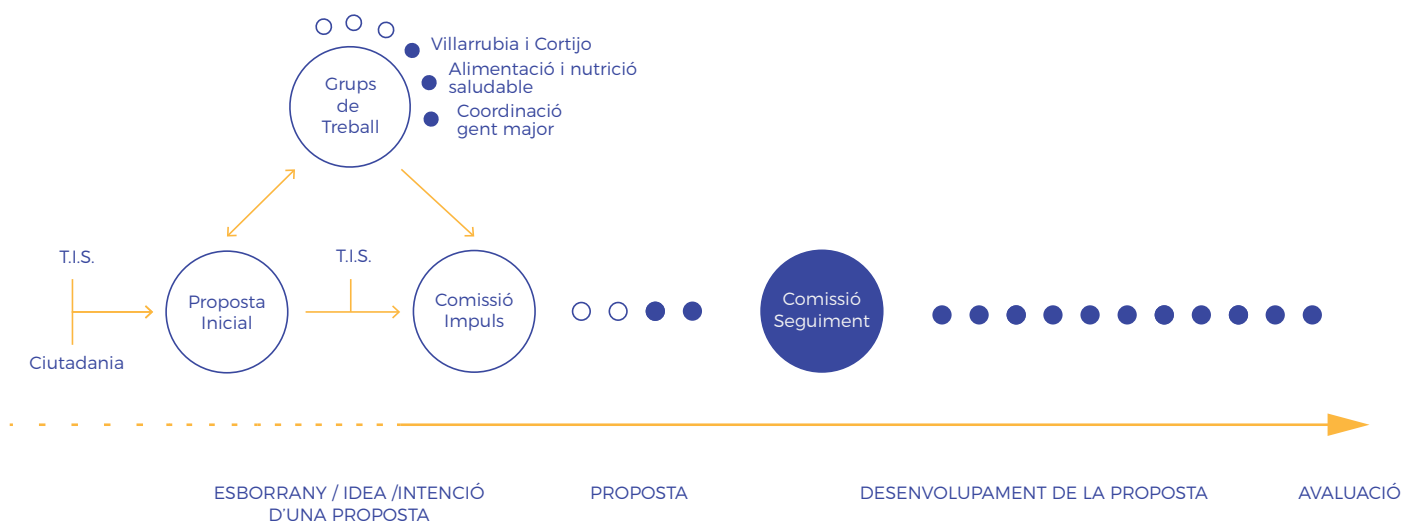 Villarrubia i Cortijo
Alimentació i nutrició
saludable
Coordinació
gent major
Grups
de
Treball
T.I.S.
Ciutadania
Proposta
Inicial
T.I.S.
Comissió
Impuls
Comissió
Seguiment
ESBORRANY / IDEA /INTENCIÓ
D'UNA PROPOSTA
PROPOSTA
DESENVOLUPAMENT DE LA PROPOSTA
AVALUACIÓ